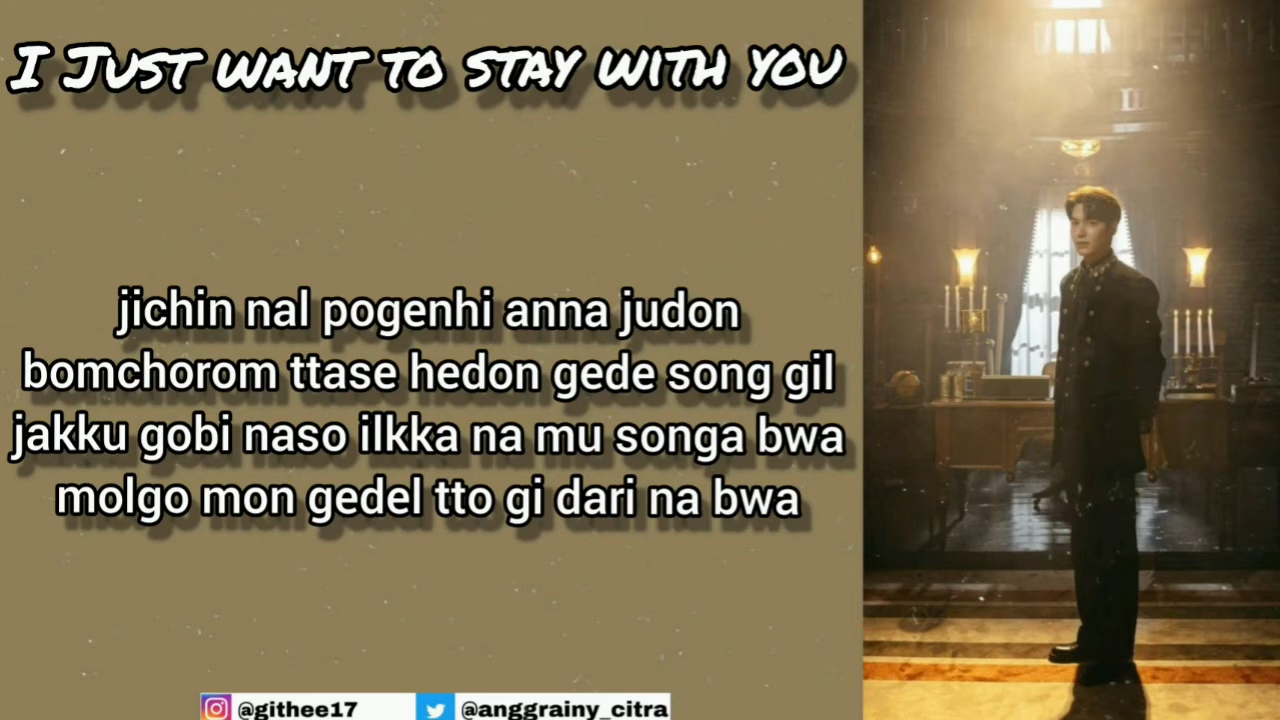 I Just want to stay with you
jichin nal pogenhi anna judon
bomchorom ttase hedon gede song gil
jakku gobi naso ilkka na mu songa bwa
molgo mon gedel tto gi dari na bwa
@githee17
@anggrainy_citra